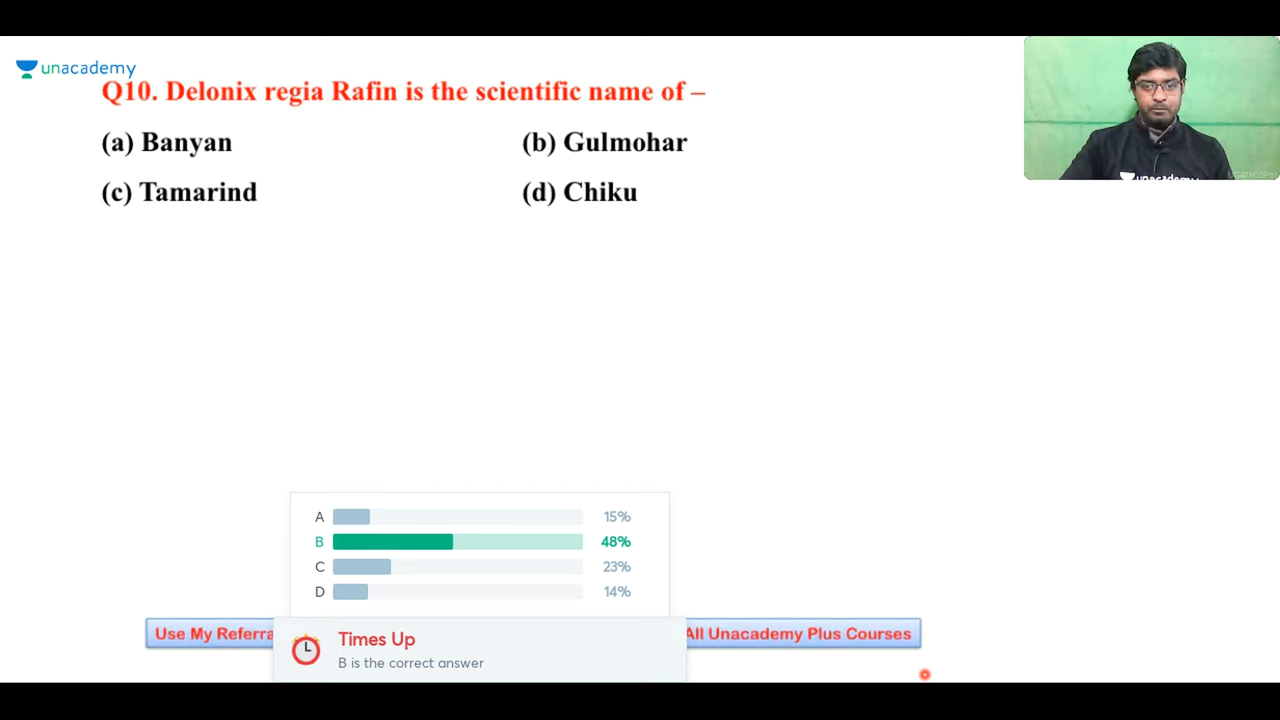 unacademy
Q10. Delonix regia Rafin is the scientific name of –
(a) Banyan (b) Gulmohar
(c) Tamarind (d) Chiku
unacademy
A 15%
B 48%
C 23%
D 14%
Use My Referra All Unacademy Plus Courses
Times Up
B is the correct answer